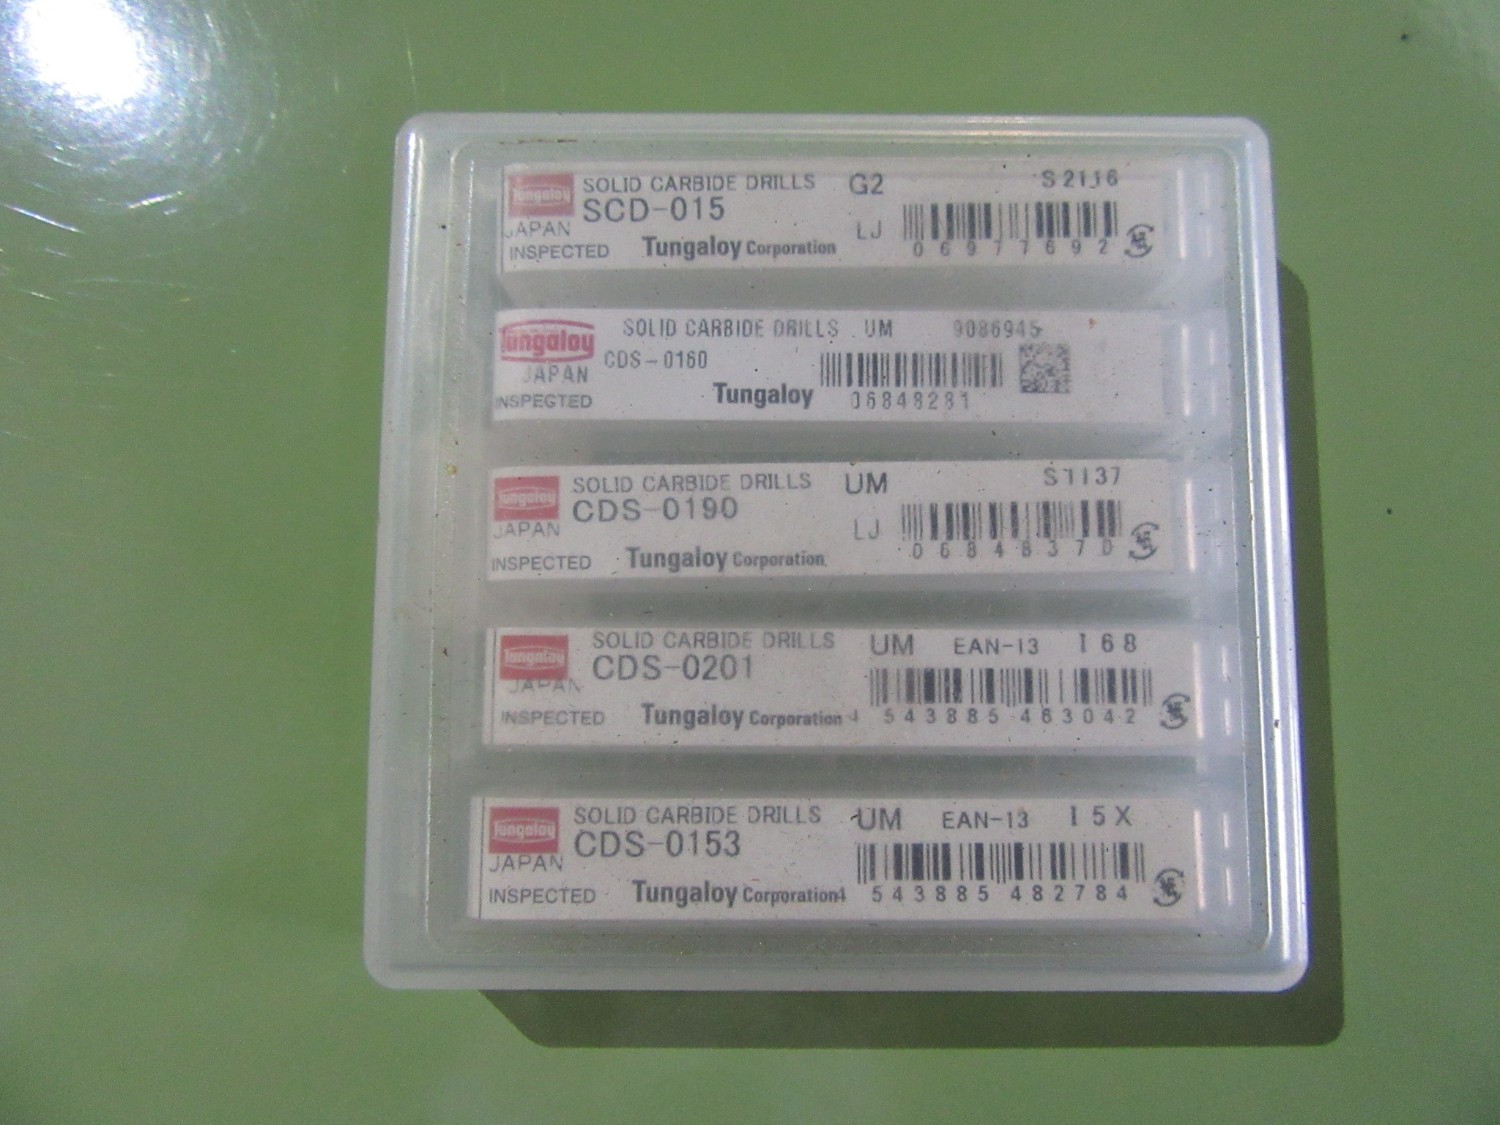 Tungaloy SOLID CARBIDE DRILLS G2 S2116
SCD-015
JAPAN LJ
INSPECTED Tungaloy Corporation 06977692
Tungaloy SOLID CARBIDE DRILLS UM 9086945
CDS-0160
JAPAN
INSPECTED Tungaloy 06848281
Tungaloy SOLID CARBIDE DRILLS UM S1137
CDS-0190
JAPAN LJ
INSPECTED Tungaloy Corporation 06848370
Tungaloy SOLID CARBIDE DRILLS UM EAN-13 I68
CDS-0201
JAPAN
INSPECTED Tungaloy Corporation 4 543885 463042
Tungaloy SOLID CARBIDE DRILLS UM EAN-13 I5X
CDS-0153
JAPAN
INSPECTED Tungaloy Corporation 4 543885 482784